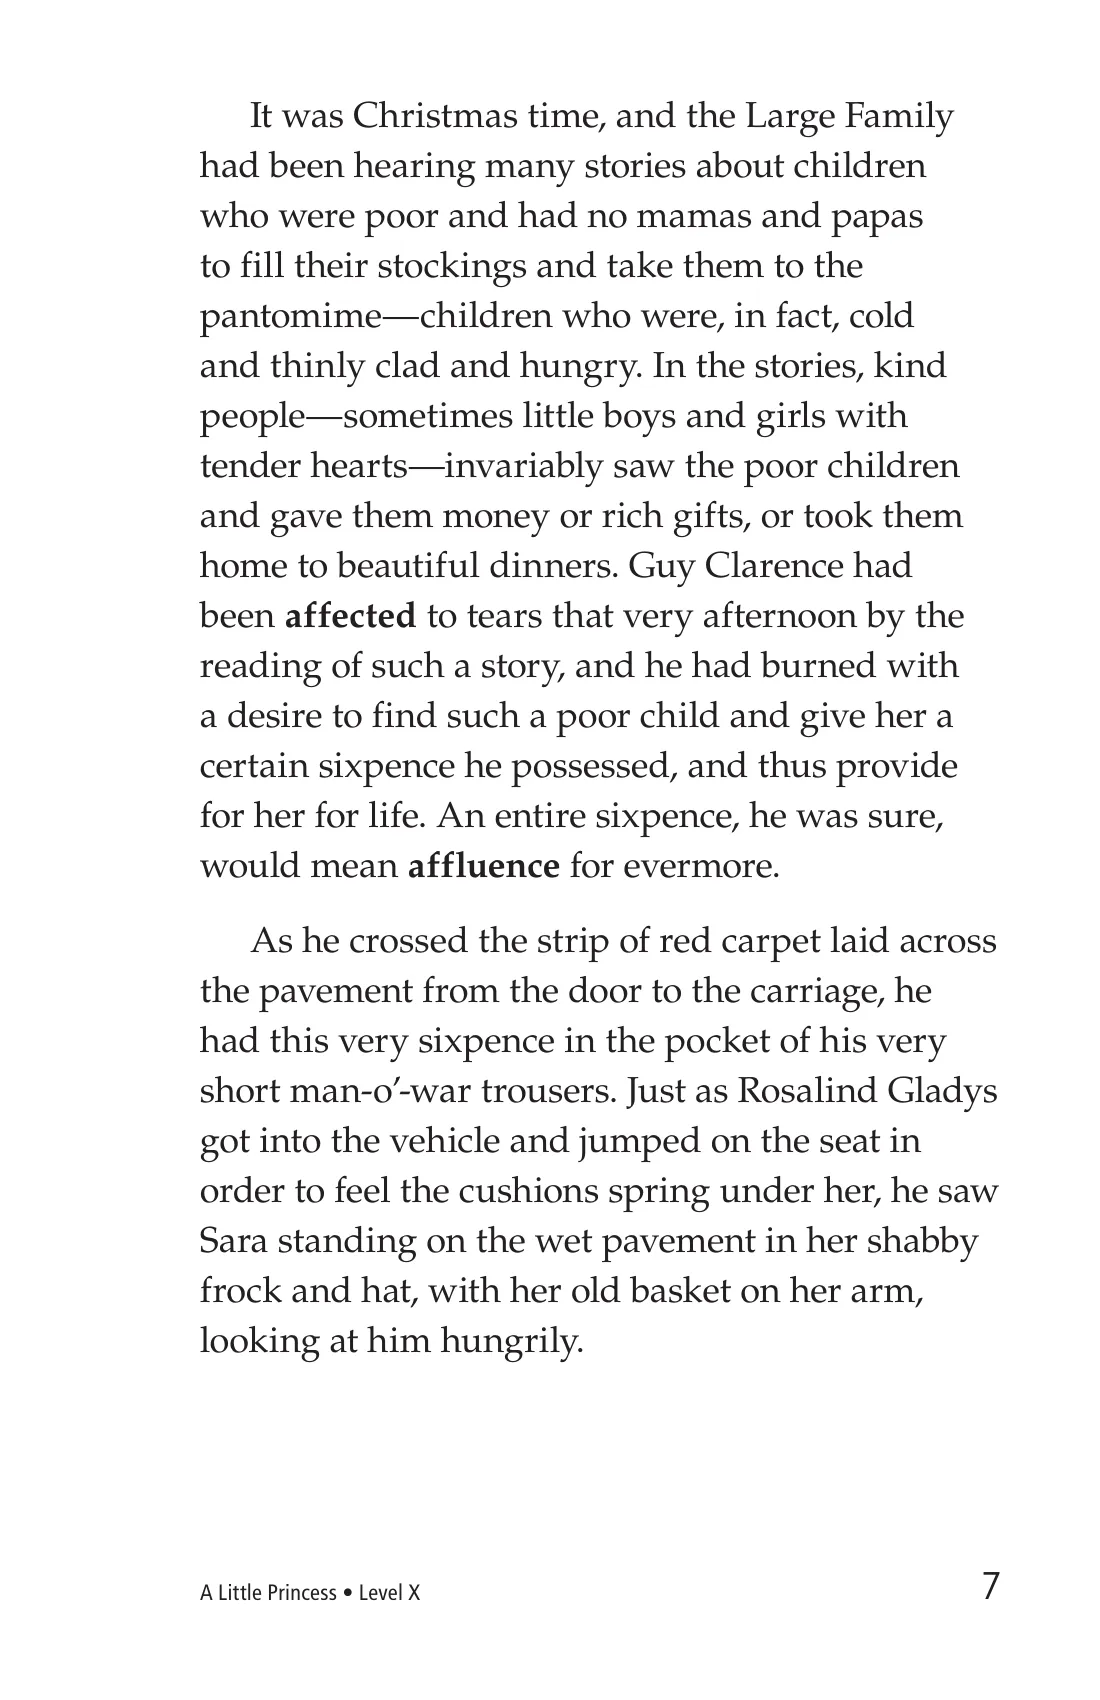 It was Christmas time, and the Large Family
had been hearing many stories about children
who were poor and had no mamas and papas
to fill their stockings and take them to the
pantomime—children who were, in fact, cold
and thinly clad and hungry. In the stories, kind
people—sometimes little boys and girls with
tender hearts—invariably saw the poor children
and gave them money or rich gifts, or took them
home to beautiful dinners. Guy Clarence had
been affected to tears that very afternoon by the
reading of such a story, and he had burned with
a desire to find such a poor child and give her a
certain sixpence he possessed, and thus provide
for her for life. An entire sixpence, he was sure,
would mean affluence for evermore.
As he crossed the strip of red carpet laid across
the pavement from the door to the carriage, he
had this very sixpence in the pocket of his very
short man-o’-war trousers. Just as Rosalind Gladys
got into the vehicle and jumped on the seat in
order to feel the cushions spring under her, he saw
Sara standing on the wet pavement in her shabby
frock and hat, with her old basket on her arm,
looking at him hungrily.
A Little Princess • Level X
7